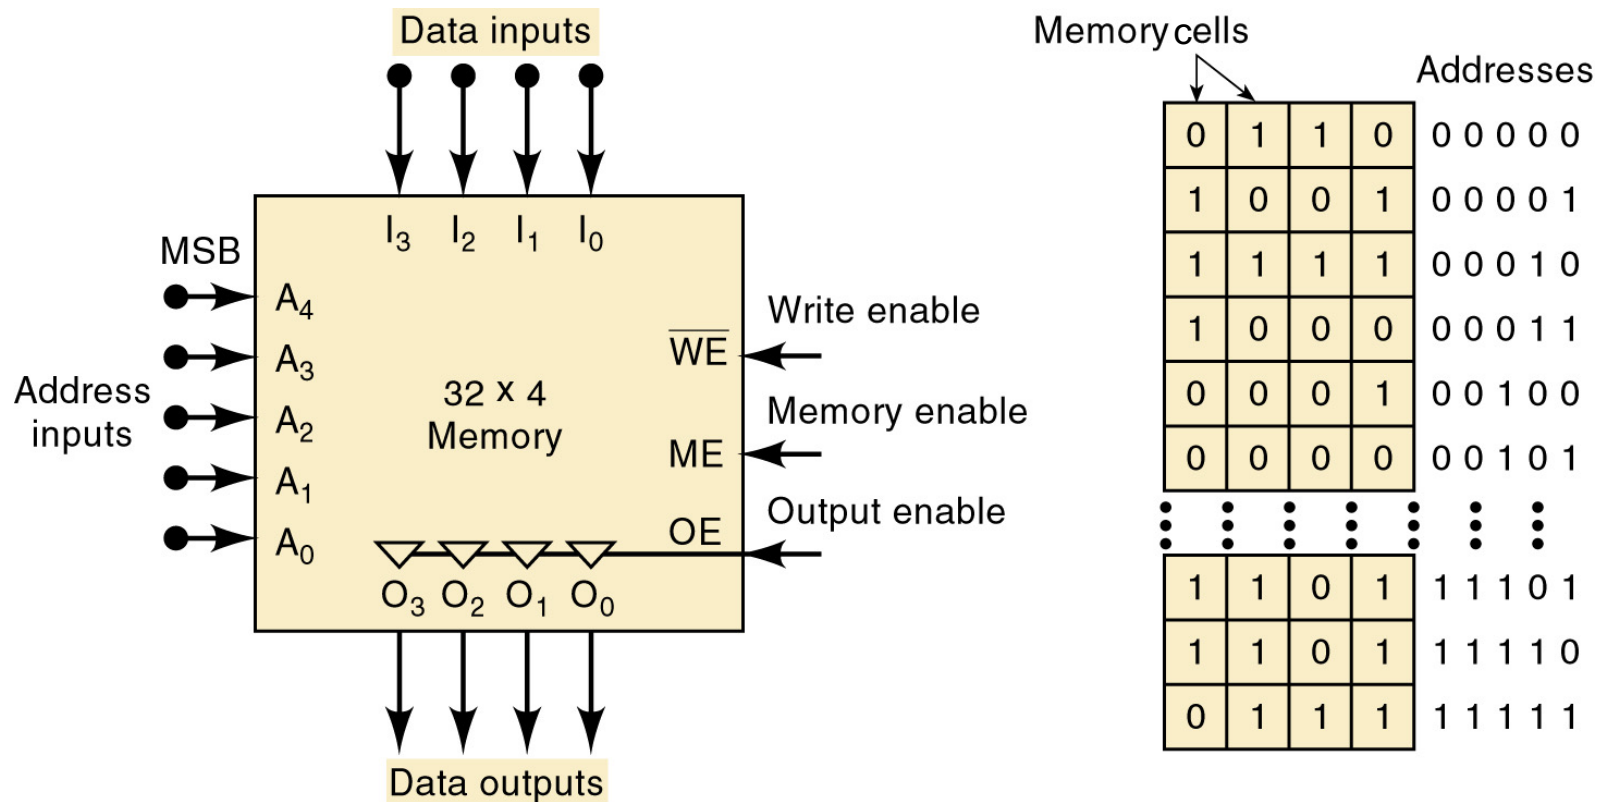 Data inputs
I₃ I₂ I₁ I₀
MSB
A₄
A₃
A₂
A₁
A₀
Address
inputs
32 x 4
Memory
W̅E̅
Write enable
ME
Memory enable
OE
Output enable
O₃ O₂ O₁ O₀
Data outputs
Memory cells
Addresses
0 1 1 0 0 0 0 0 0
1 0 0 1 0 0 0 0 1
1 1 1 1 0 0 0 1 0
1 0 0 0 0 0 0 1 1
0 0 0 1 0 0 1 0 0
0 0 0 0 0 0 1 0 1
1 1 0 1 1 1 1 0 1
1 1 0 1 1 1 1 1 0
0 1 1 1 1 1 1 1 1